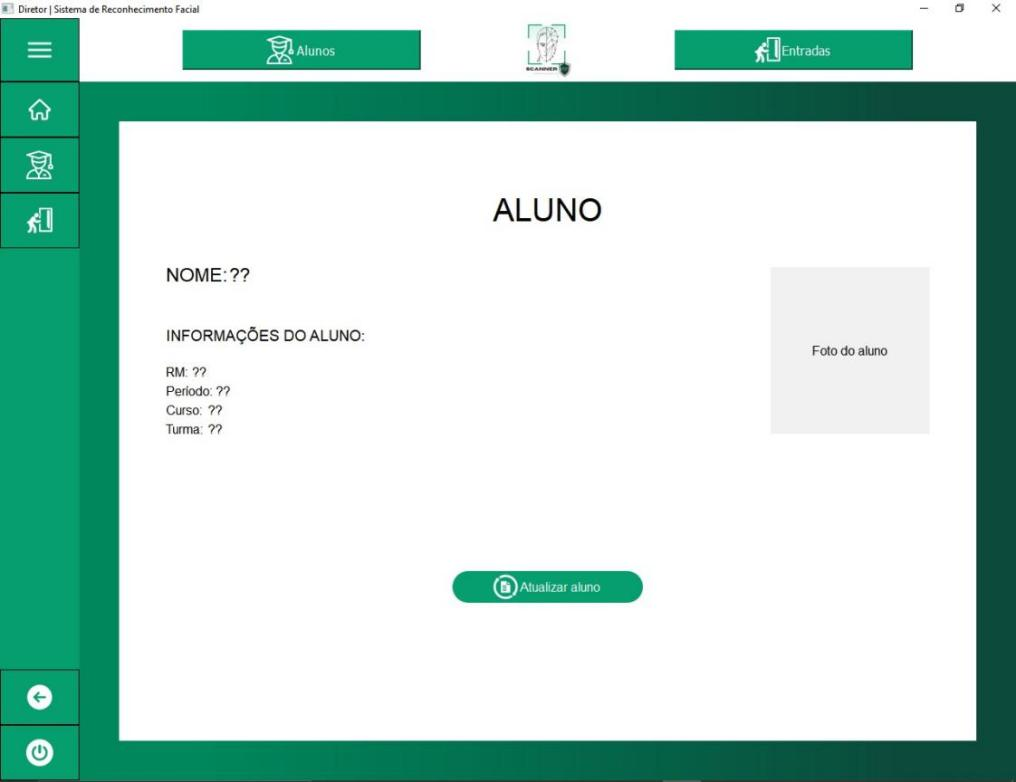 Diretor | Sistema de Reconhecimento Facial
Alunos
SCANNER
Entradas
ALUNO
NOME: ??
INFORMAÇÕES DO ALUNO:
RM: ??
Período: ??
Curso: ??
Turma: ??
Foto do aluno
Atualizar aluno